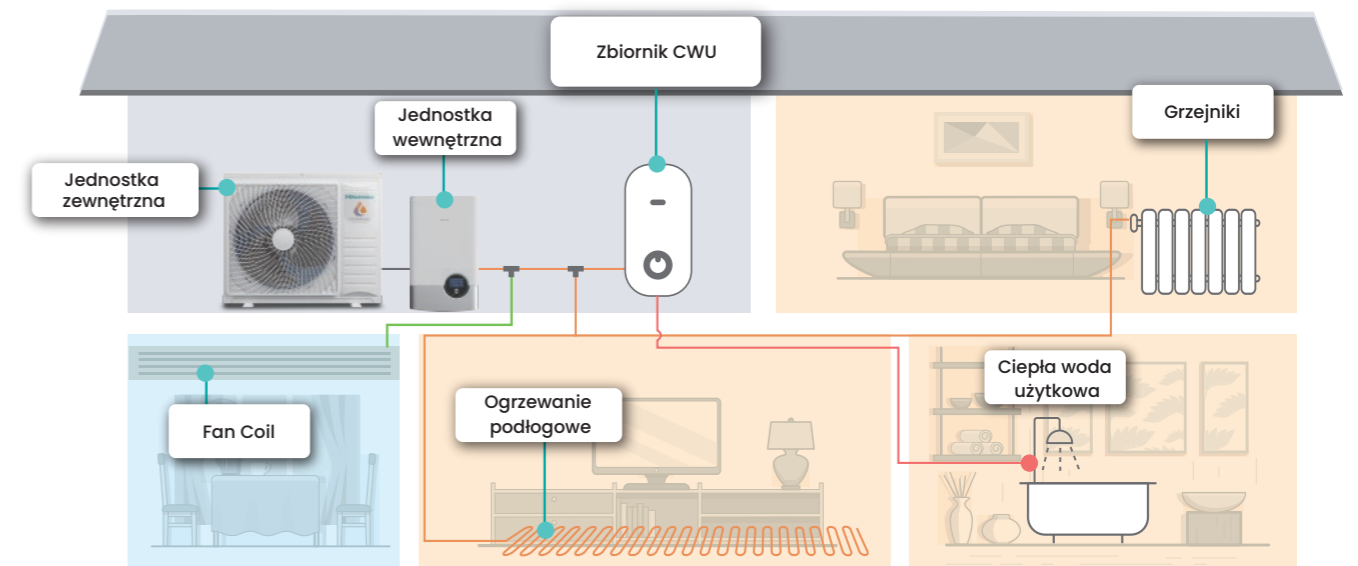 Zbiornik CWU
Jednostka
wewnętrzna
Grzejniki
Jednostka
zewnętrzna
Ciepła woda
użytkowa
Ogrzewanie
podłogowe
Fan Coil